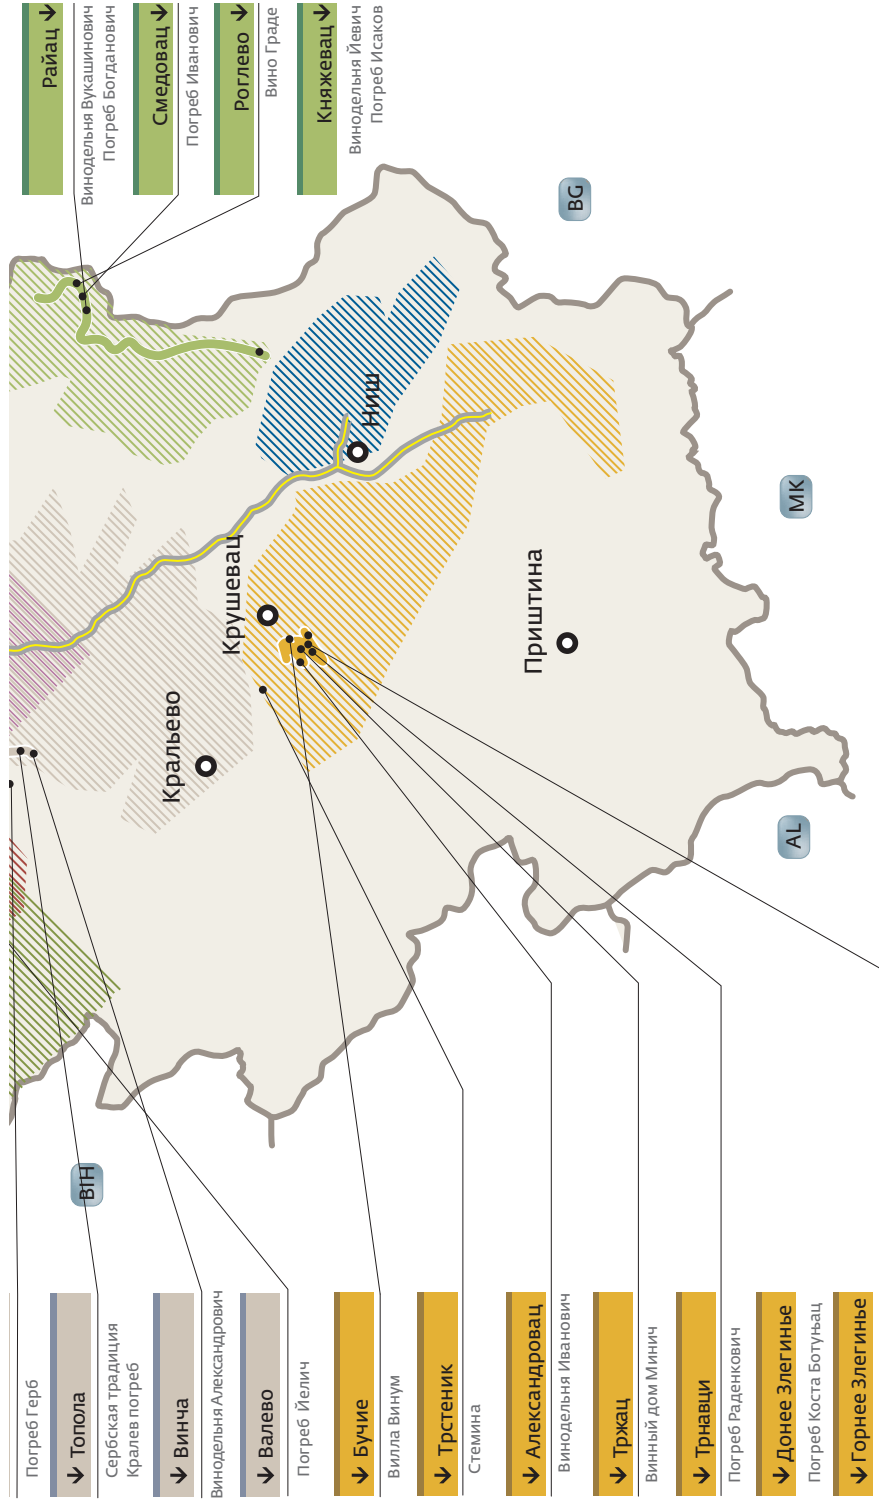 Райац
Винодельня Вукашинович
Погреб Богданович
Смедовац
Погреб Иванович
Роглево
Вино Граде
Княжевац
Винодельня Йевич
Погреб Исаков
BG
Ниш
MK
Крушевац
Приштина
Кральево
AL
BIH
Погреб Герб
Топола
Сербская традиция
Кралев погреб
Винча
Винодельня Александрович
Валево
Погреб Йелич
Бучие
Вилла Винум
Трстеник
Стемина
Александровац
Винодельня Иванович
Тржац
Винный дом Минич
Трнавци
Погреб Раденкович
Донее Злегинье
Погреб Коста Ботуньац
Горнее Злегинье